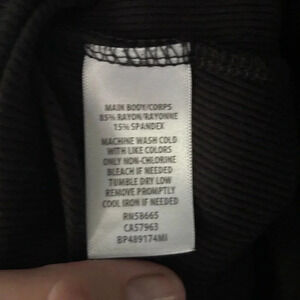 MAIN BODY/CORPS
85% RAYON/RAYONNE
15% SPANDEX
MACHINE WASH COLD
WITH LIKE COLORS
ONLY NON-CHLORINE
BLEACH IF NEEDED
TUMBLE DRY LOW
REMOVE PROMPTLY
COOL IRON IF NEEDED
RN58665
CA57963
BP489174MI